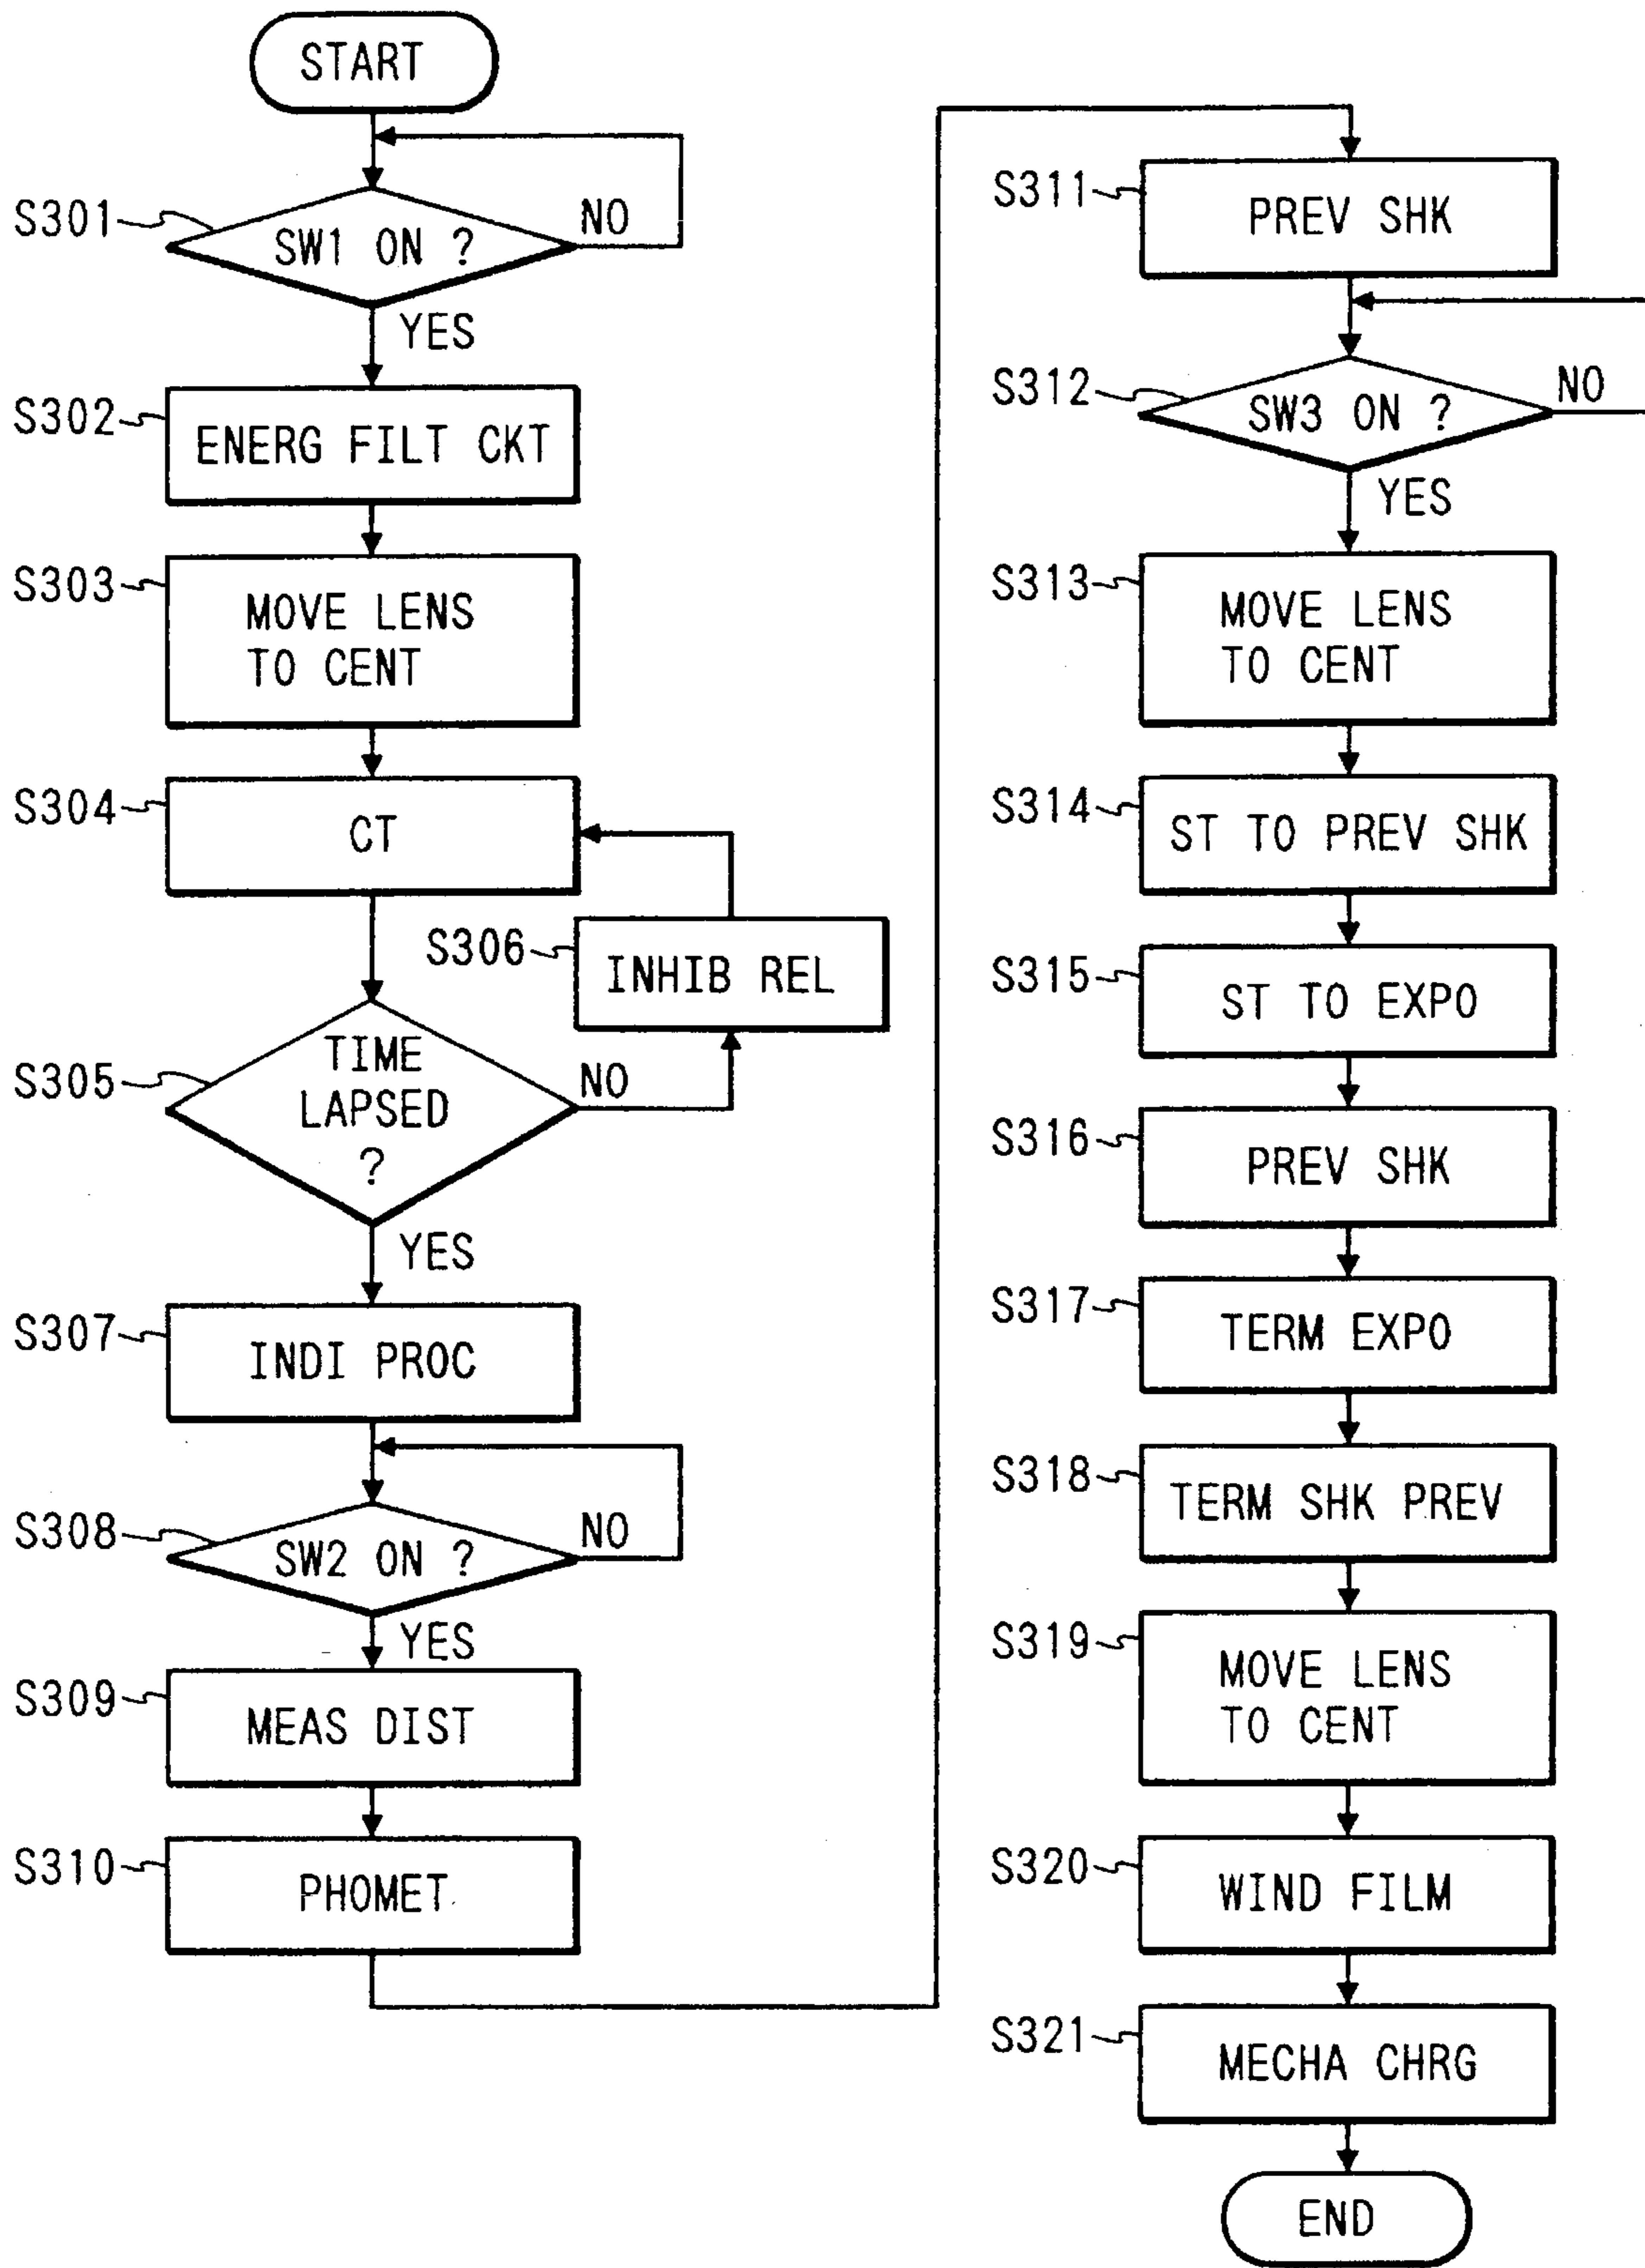 START
S301
SW1 ON ?
NO
YES
S302
ENERG FILT CKT
S303
MOVE LENS
TO CENT
S304
CT
S306
INHIB REL
S305
TIME
LAPSED
?
NO
YES
S307
INDI PROC
S308
SW2 ON ?
NO
YES
S309
MEAS DIST
S310
PHOMET
S311
PREV SHK
S312
SW3 ON ?
NO
YES
S313
MOVE LENS
TO CENT
S314
ST TO PREV SHK
S315
ST TO EXPO
S316
PREV SHK
S317
TERM EXPO
S318
TERM SHK PREV
S319
MOVE LENS
TO CENT
S320
WIND FILM
S321
MECHA CHRG
END